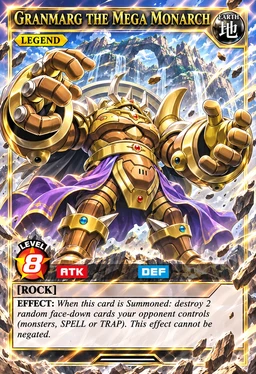 GRANMARG THE MEGA MONARCH
EARTH
地
LEGEND
LEVEL
8
ATK
DEF
[ROCK]
EFFECT: When this card is Summoned: destroy 2
random face-down cards your opponent controls
(monsters, SPELL or TRAP). This effect cannot be
negated.